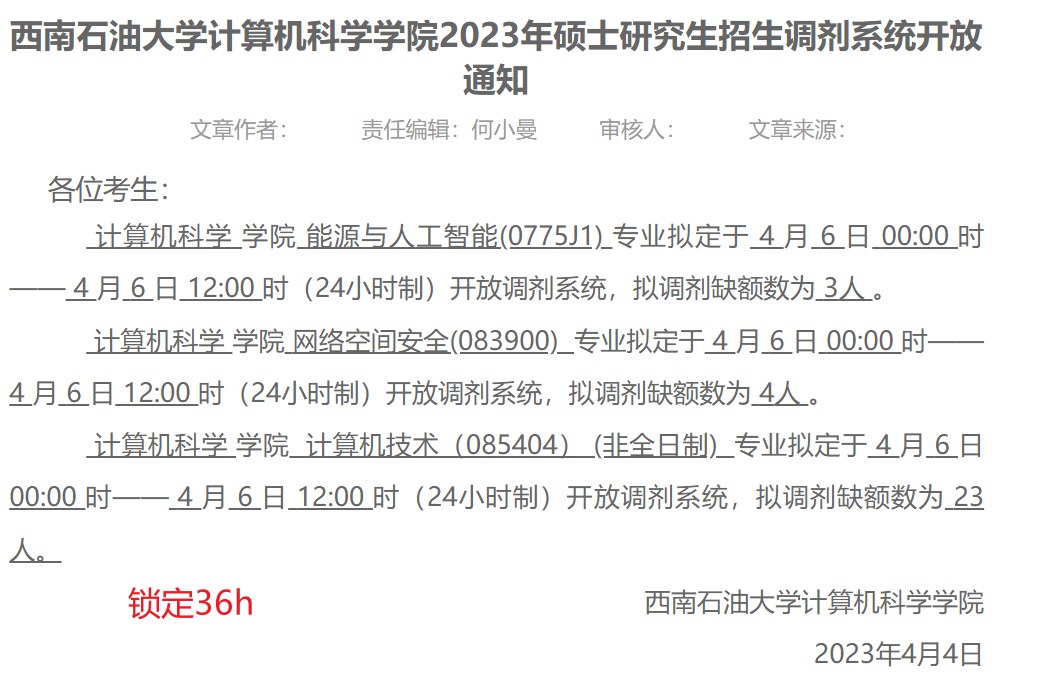 西南石油大学计算机科学学院2023年硕士研究生招生调剂系统开放
通知
文章作者： 责任编辑：何小曼 审核人： 文章来源：
各位考生：
计算机科学 学院 能源与人工智能(0775J1) 专业拟定于 4 月 6 日 00:00 时
—— 4 月 6 日 12:00 时（24小时制）开放调剂系统，拟调剂缺额数为 3人 。
计算机科学 学院 网络空间安全(083900) 专业拟定于 4 月 6 日 00:00 时——
4 月 6 日 12:00 时（24小时制）开放调剂系统，拟调剂缺额数为 4人 。
计算机科学 学院 计算机技术（085404） (非全日制) 专业拟定于 4 月 6 日
00:00 时—— 4 月 6 日 12:00 时（24小时制）开放调剂系统，拟调剂缺额数为 23
人。
锁定36h 西南石油大学计算机科学学院
2023年4月4日